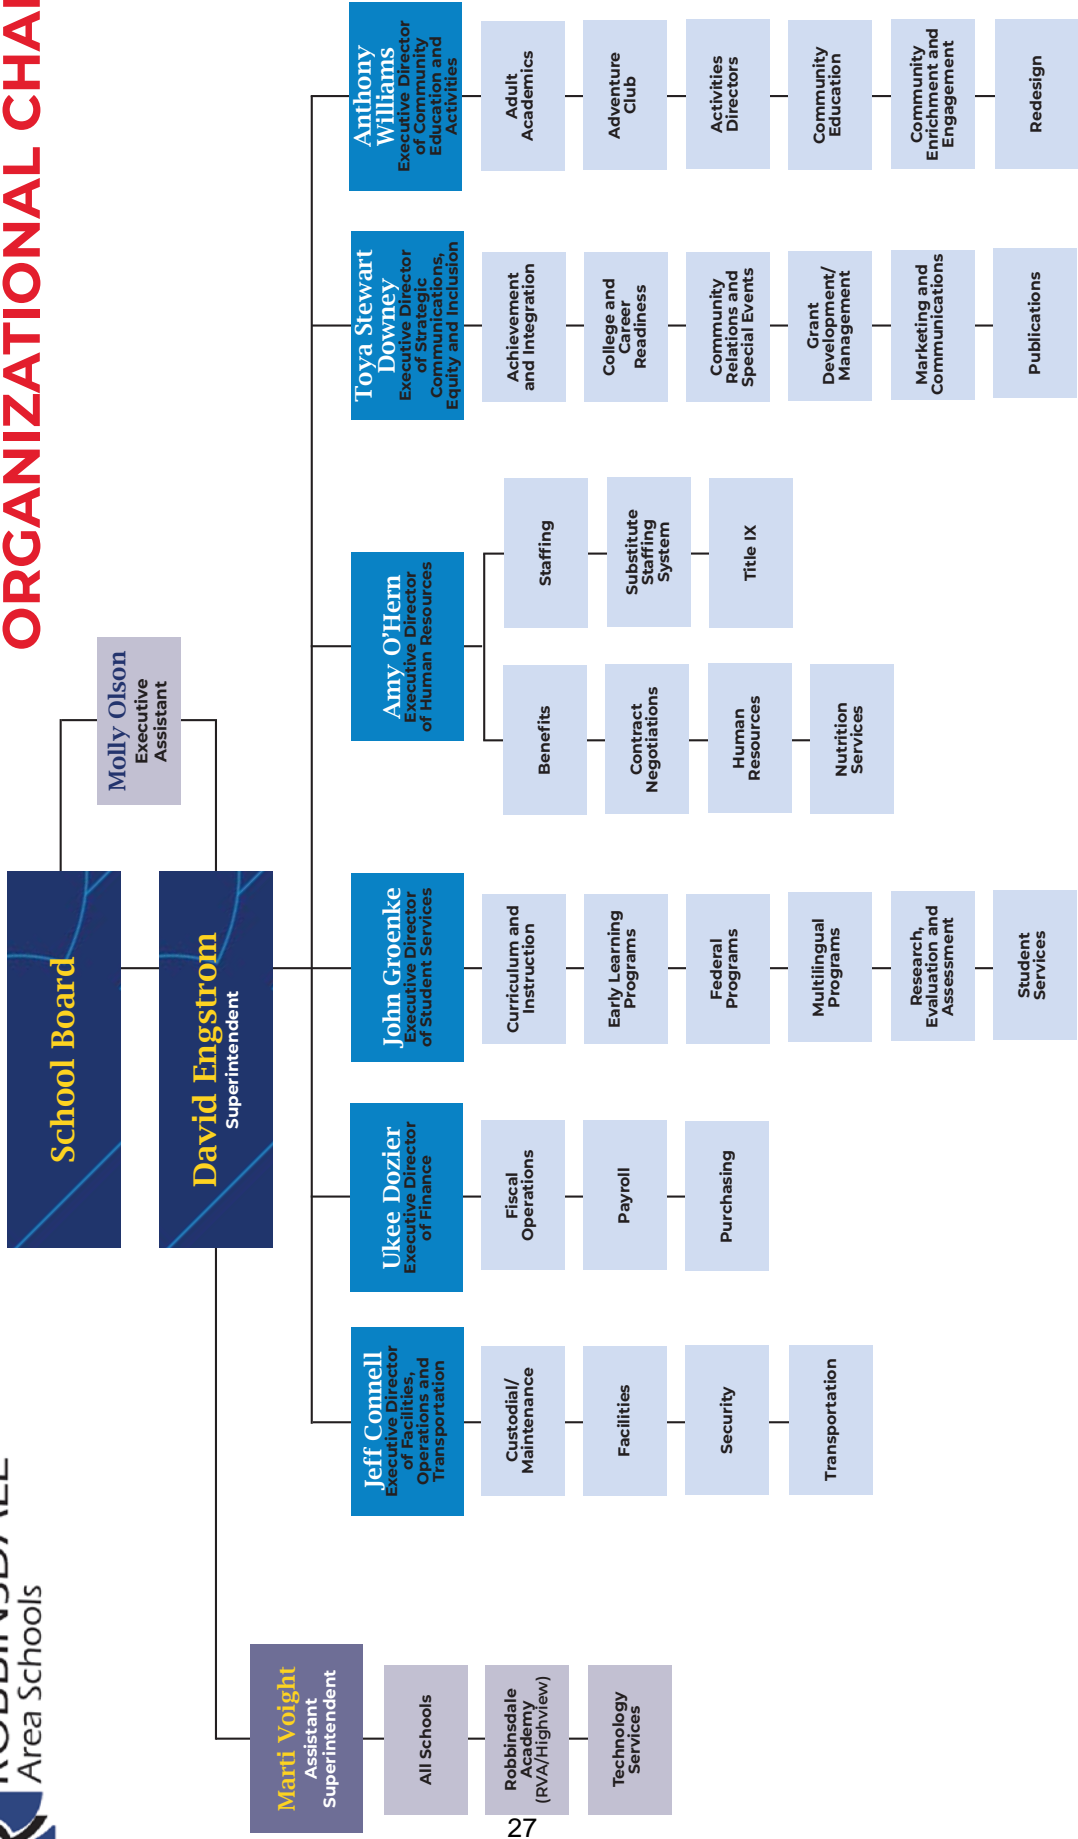 Area Schools
ORGANIZATIONAL
School Board
Molly Olson
Executive
Assistant
David Engstrom
Superintendent
Marti Voight
Assistant
Superintendent
All Schools
Robbinsdale
Academy
(RVA/Highview)
Technology
Services
Jeff Connell
Executive Director
of Facilities,
Operations and
Transportation
Custodial/
Maintenance
Facilities
Security
Transportation
Ukee Dozier
Executive Director
of Finance
Fiscal
Operations
Payroll
Purchasing
John Groenke
Executive Director
of Student Services
Curriculum and
Instruction
Early Learning
Programs
Federal
Programs
Multilingual
Programs
Research,
Evaluation and
Assessment
Student
Services
Amy O'Hern
Executive Director
of Human Resources
Benefits
Contract
Negotiations
Human
Resources
Nutrition
Services
Staffing
Substitute
Staffing
System
Title IX
Toya Stewart
Downey
Executive Director
of Strategic
Communications,
Equity and Inclusion
Achievement
and Integration
College and
Career
Readiness
Community
Relations and
Special Events
Grant
Development/
Management
Marketing and
Communications
Publications
Anthony
Williams
Executive Director
of Community
Education and
Activities
Adult
Academics
Adventure
Club
Activities
Directors
Community
Education
Community
Enrichment and
Engagement
Redesign
27